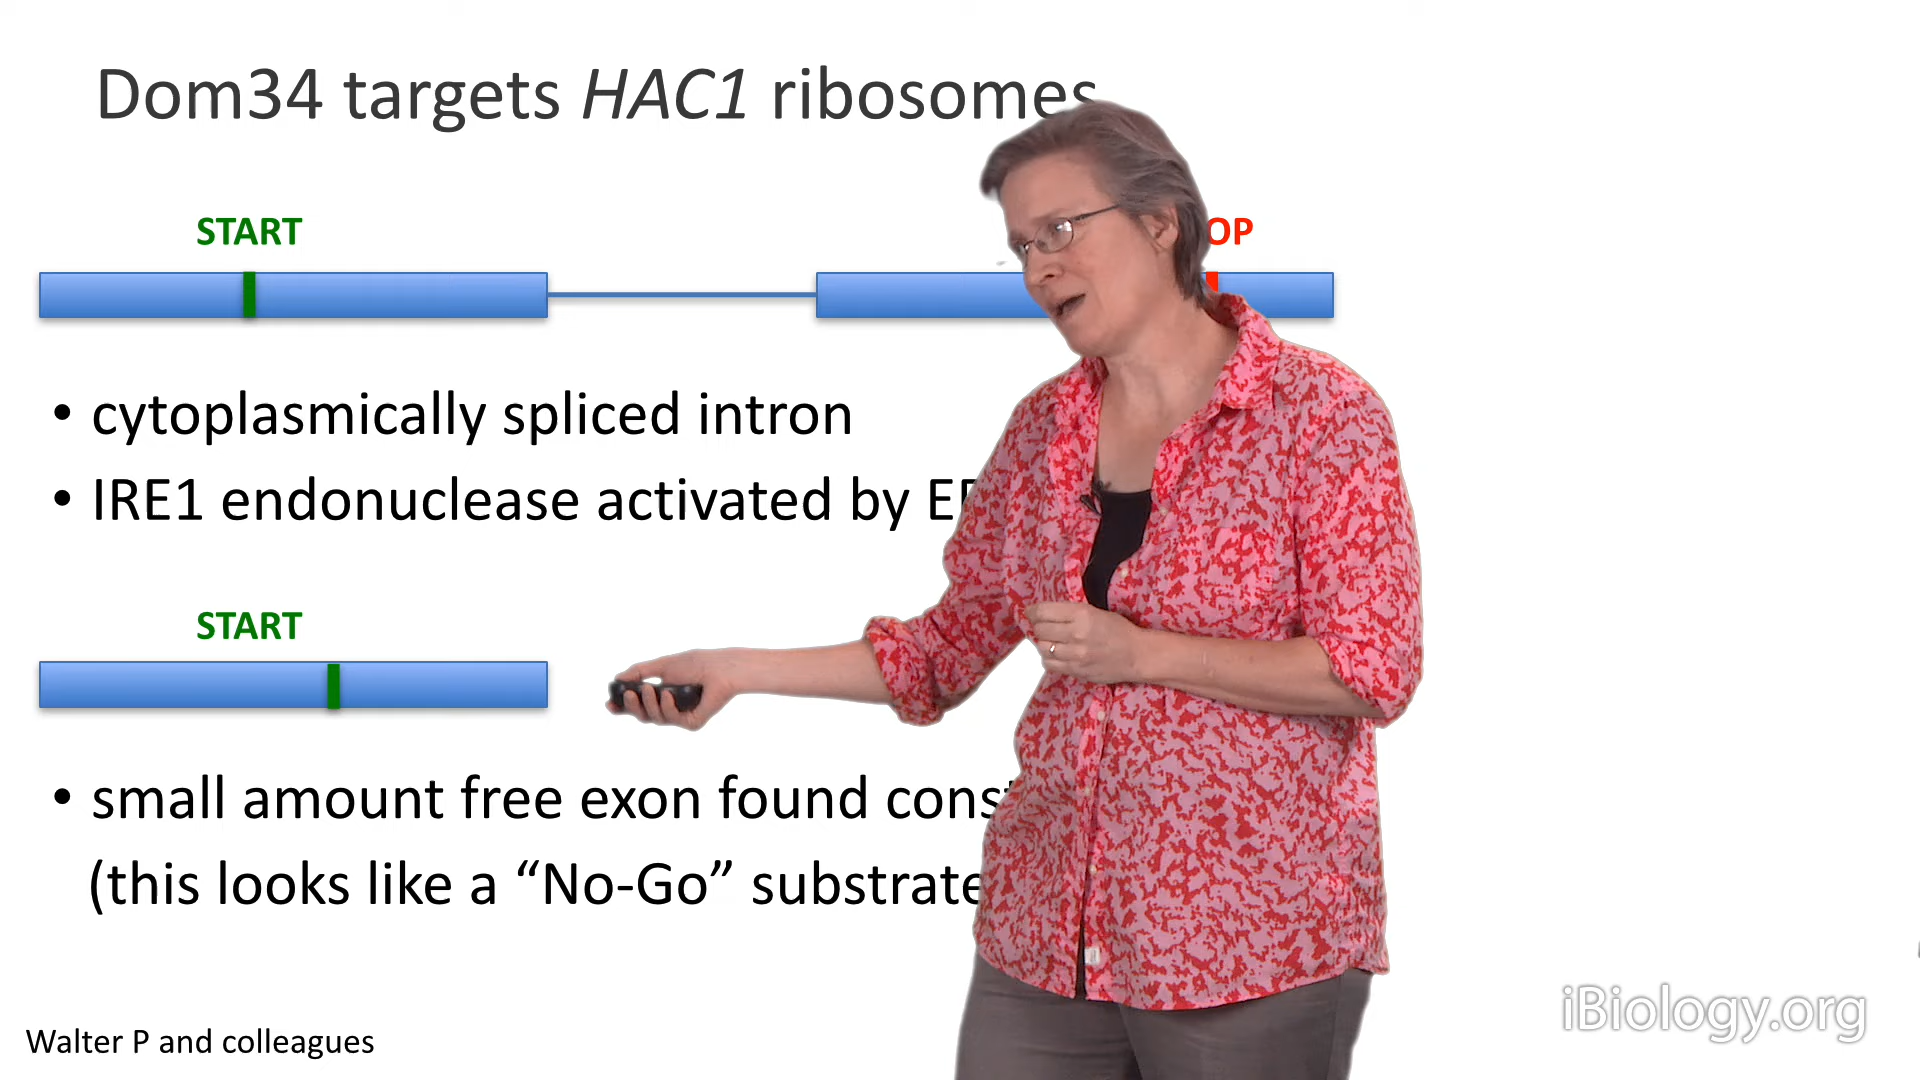 Dom34 targets HAC1 ribosomes
START
OP
• cytoplasmically spliced intron
• IRE1 endonuclease activated by
START
• small amount free exon found
(this looks like a “No-Go” substrate
Walter P and colleagues
iBiology.org